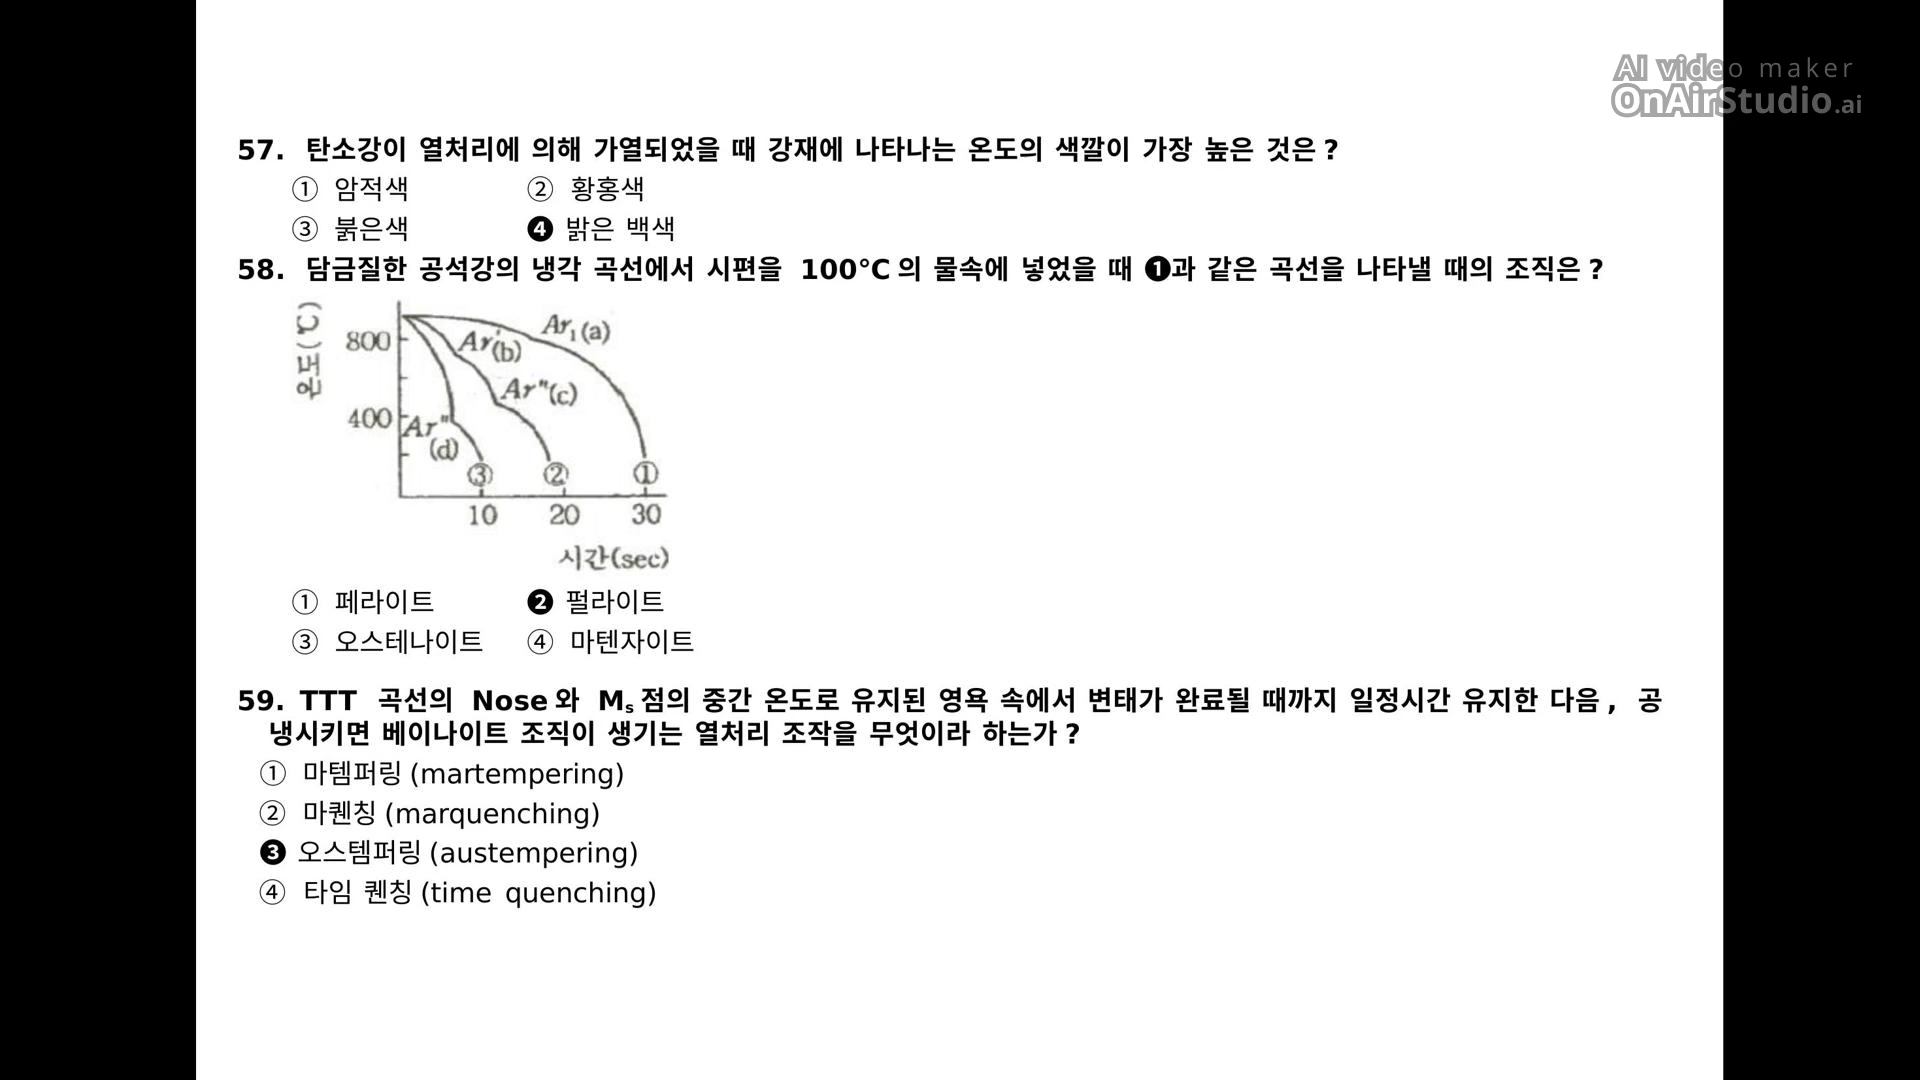 AI video maker
OnAirStudio.ai
57. 탄소강이 열처리에 의해 가열되었을 때 강재에 나타나는 온도의 색깔이 가장 높은 것은?
① 암적색 ② 황홍색
③ 붉은색 ❹ 밝은 백색
58. 담금질한 공석강의 냉각 곡선에서 시편을 100℃의 물속에 넣었을 때 ❶과 같은 곡선을 나타낼 때의 조직은?
온도(℃)
800
400
Ar₁(a)
Ar'(b)
Ar"(c)
Ar"(d)
③ ② ①
10 20 30
시간(sec)
① 페라이트 ❷ 펄라이트
③ 오스테나이트 ④ 마텐자이트
59. TTT 곡선의 Nose와 Mₛ점의 중간 온도로 유지된 염욕 속에서 변태가 완료될 때까지 일정시간 유지한 다음, 공
냉시키면 베이나이트 조직이 생기는 열처리 조작을 무엇이라 하는가?
① 마템퍼링(martempering)
② 마퀜칭(marquenching)
❸ 오스템퍼링(austempering)
④ 타임 퀜칭(time quenching)